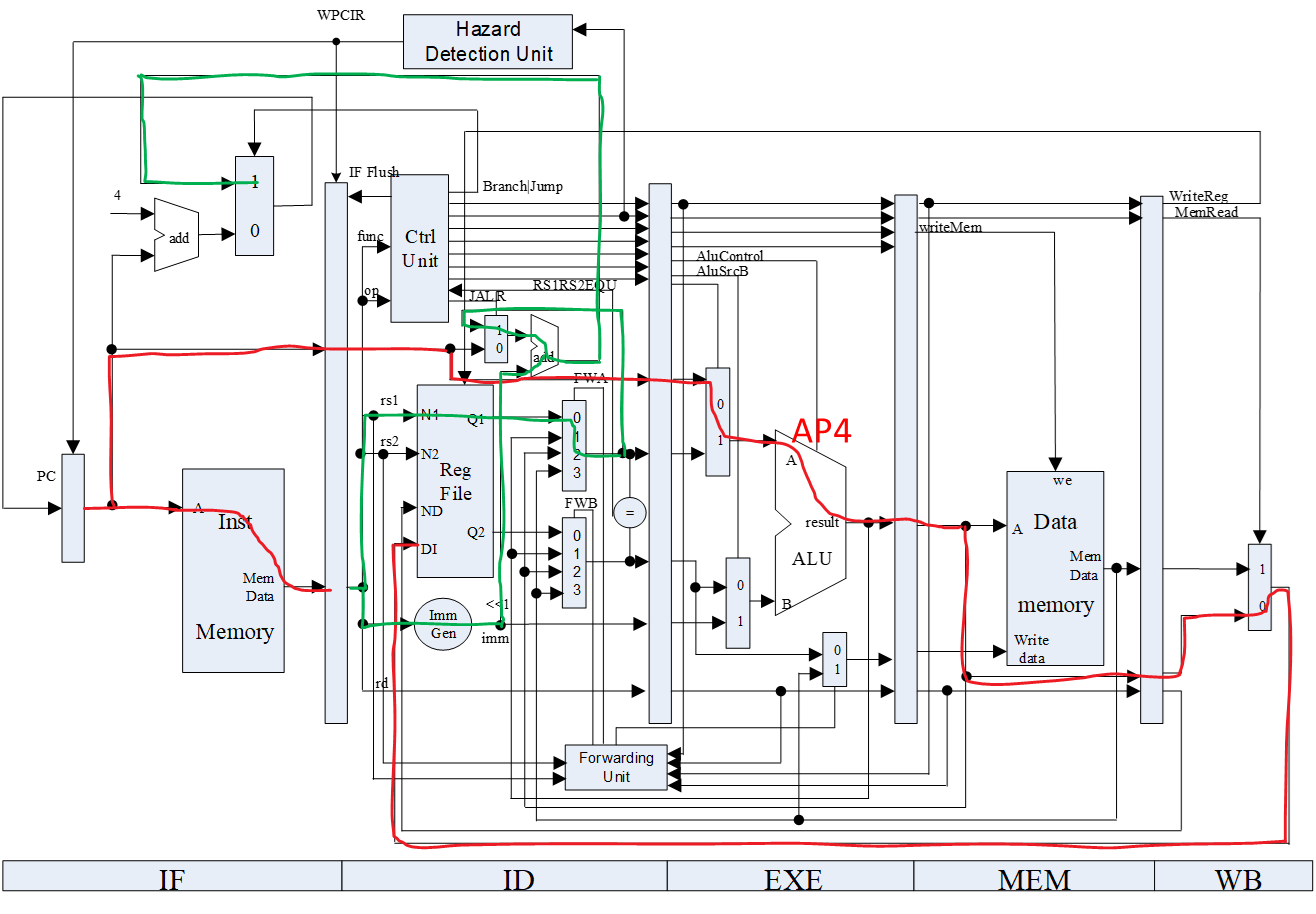 WPCIR
Hazard
Detection Unit
IF Flush
Branch|Jump
WriteReg
MemRead
writeMem
4
1
0
add
func
Ctrl
Unit
op
AluControl
AluSrcB
RS1RS2EQU
JALR
1
0
add
FWA
rs1
N1
Q1
rs2
N2
Reg
File
ND
Q2
DI
0
1
2
3
FWB
0
1
2
3
=
0
1
AP4
A
result
ALU
B
0
1
0
1
PC
A
Inst
Mem
Data
Memory
Imm
Gen
<<1
imm
rd
we
A
Data
Mem
Data
memory
Write
data
1
0
Forwarding
Unit
IF
ID
EXE
MEM
WB